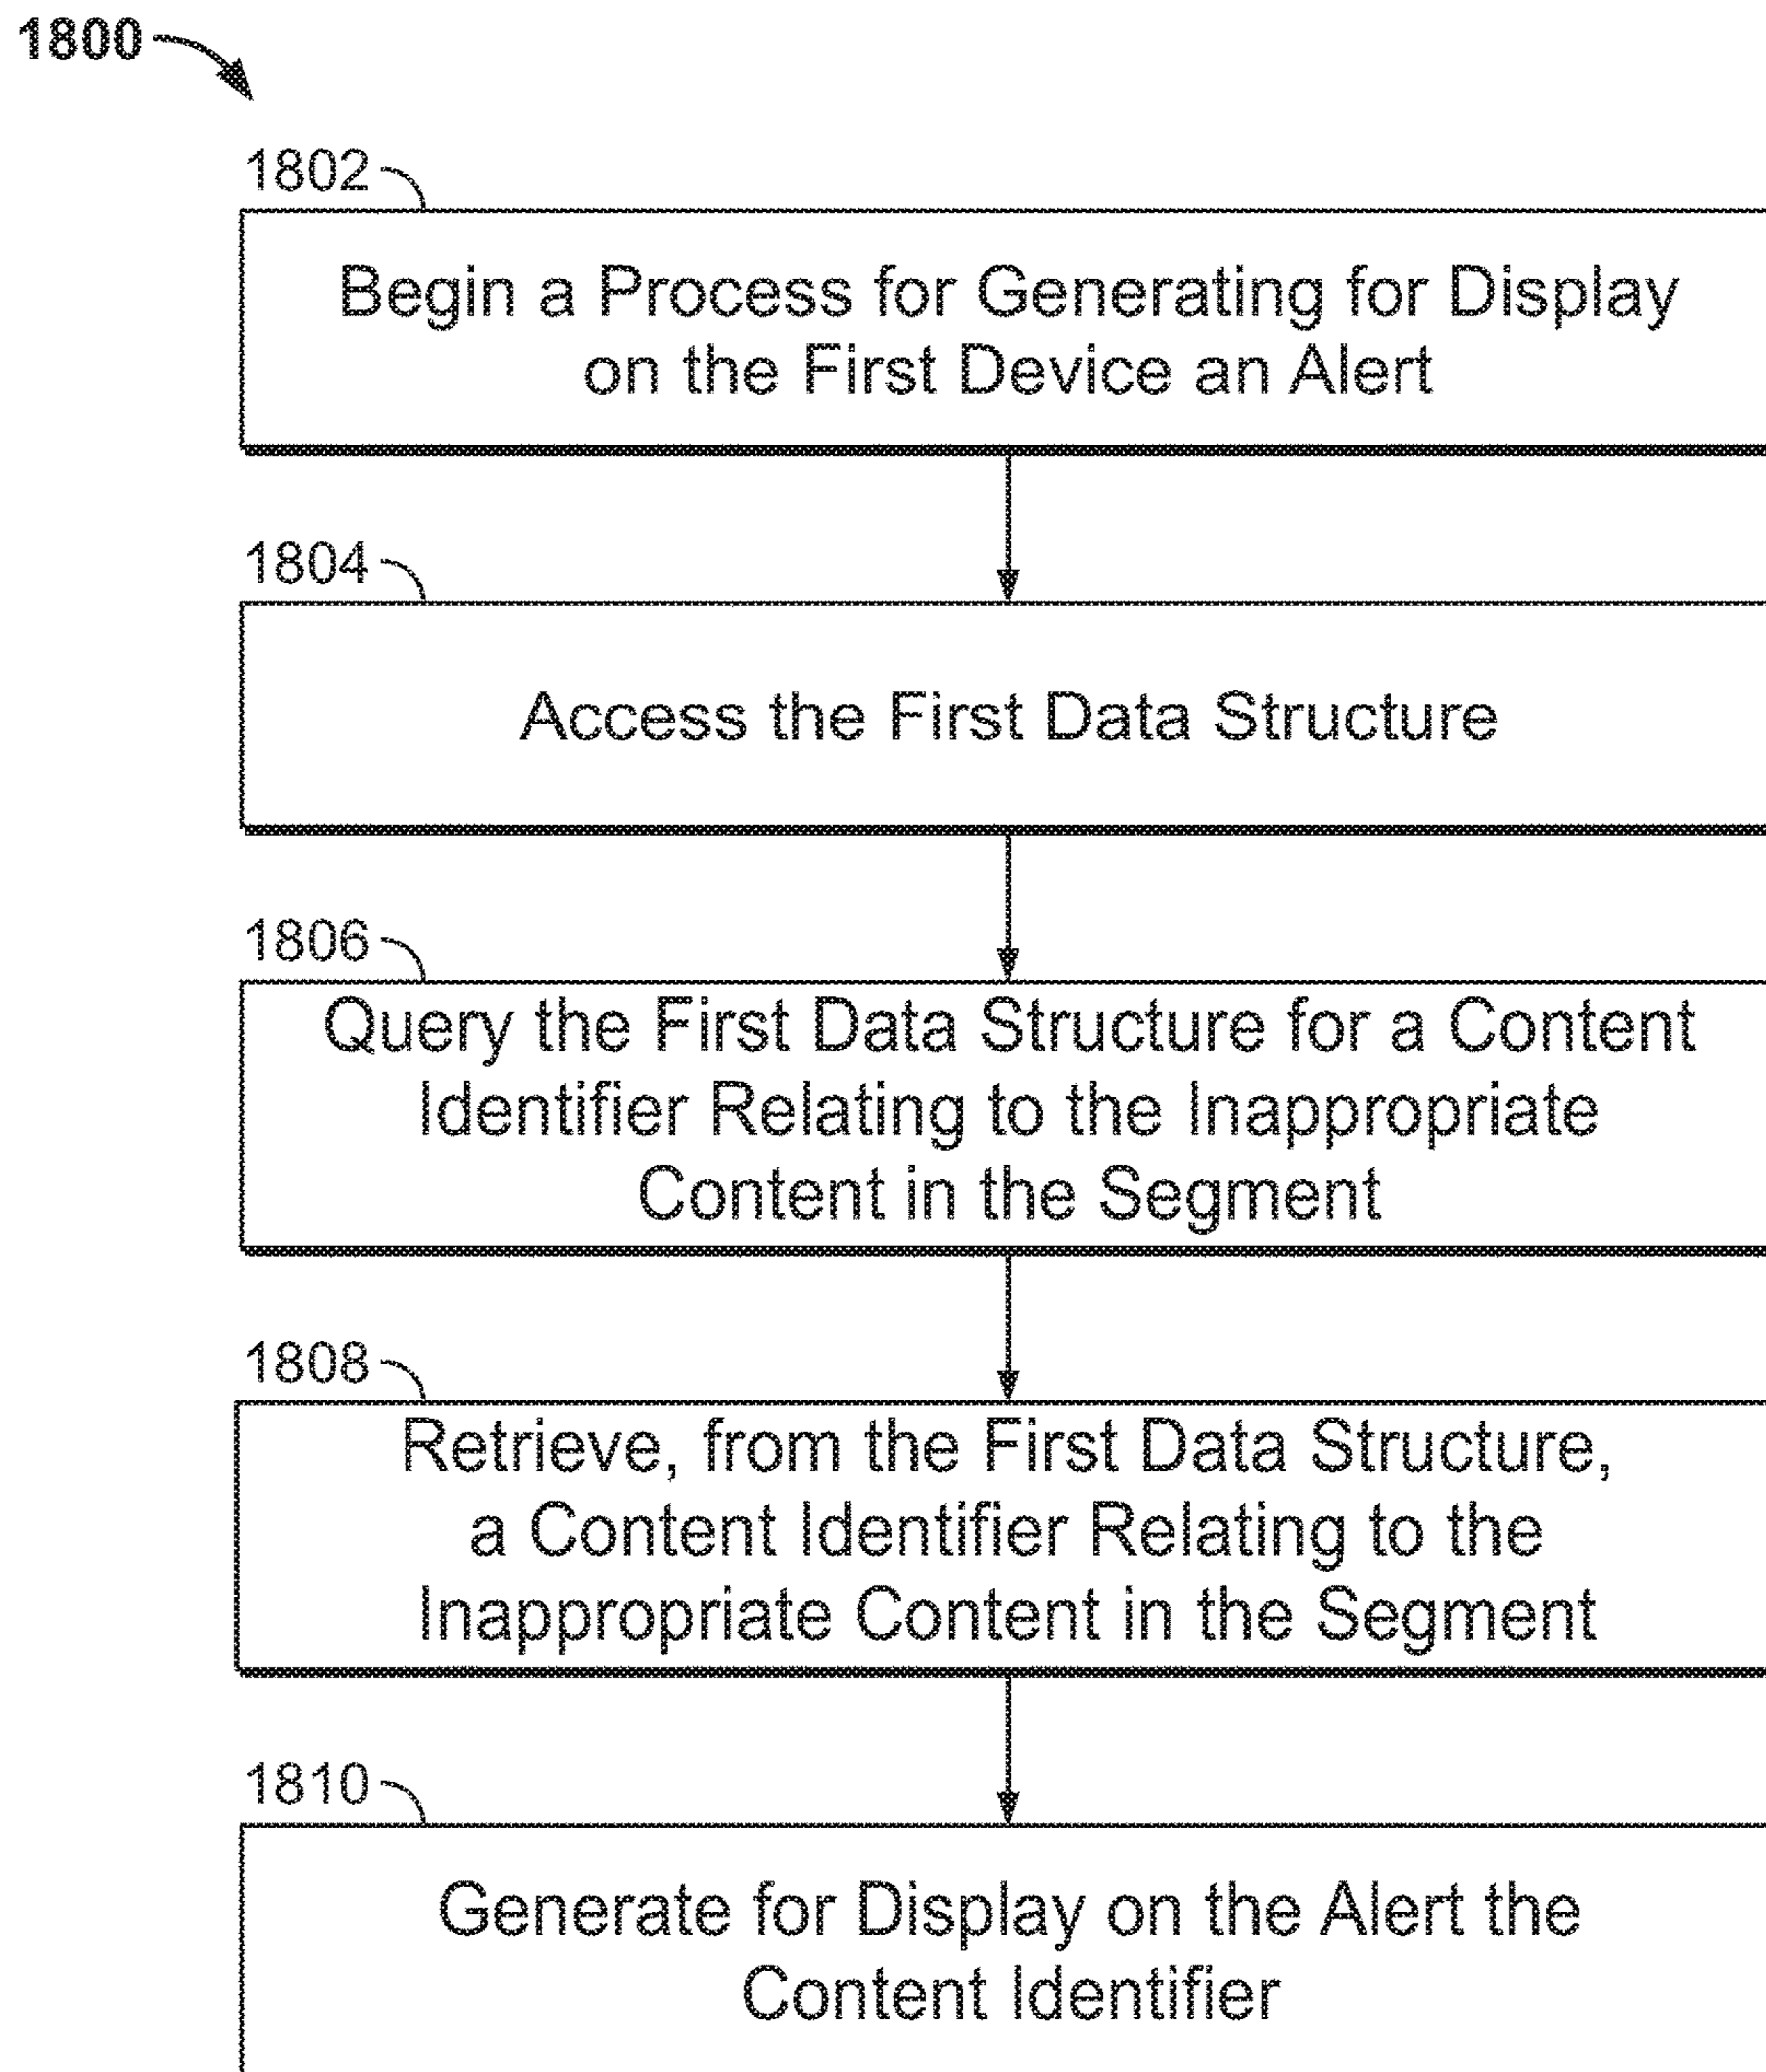 1800
1802
Begin a Process for Generating for Display
on the First Device an Alert
1804
Access the First Data Structure
1806
Query the First Data Structure for a Content
Identifier Relating to the Inappropriate
Content in the Segment
1808
Retrieve, from the First Data Structure,
a Content Identifier Relating to the
Inappropriate Content in the Segment
1810
Generate for Display on the Alert the
Content Identifier